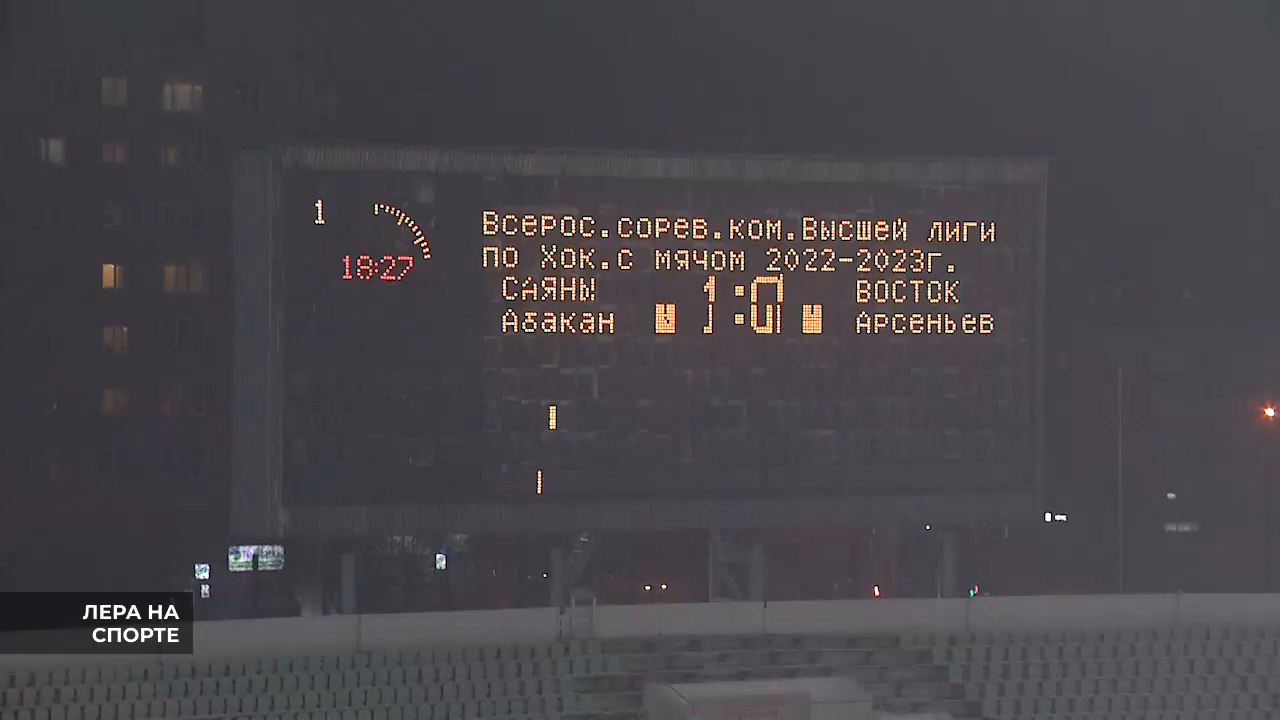 1
18:27
Всерос.сорев.ком.Высшей лиги
по Хок.с мячом 2022-2023г.
САЯНЫ 1:0 ВОСТОК
Абакан Арсеньев
ЛЕРА НА
СПОРТЕ